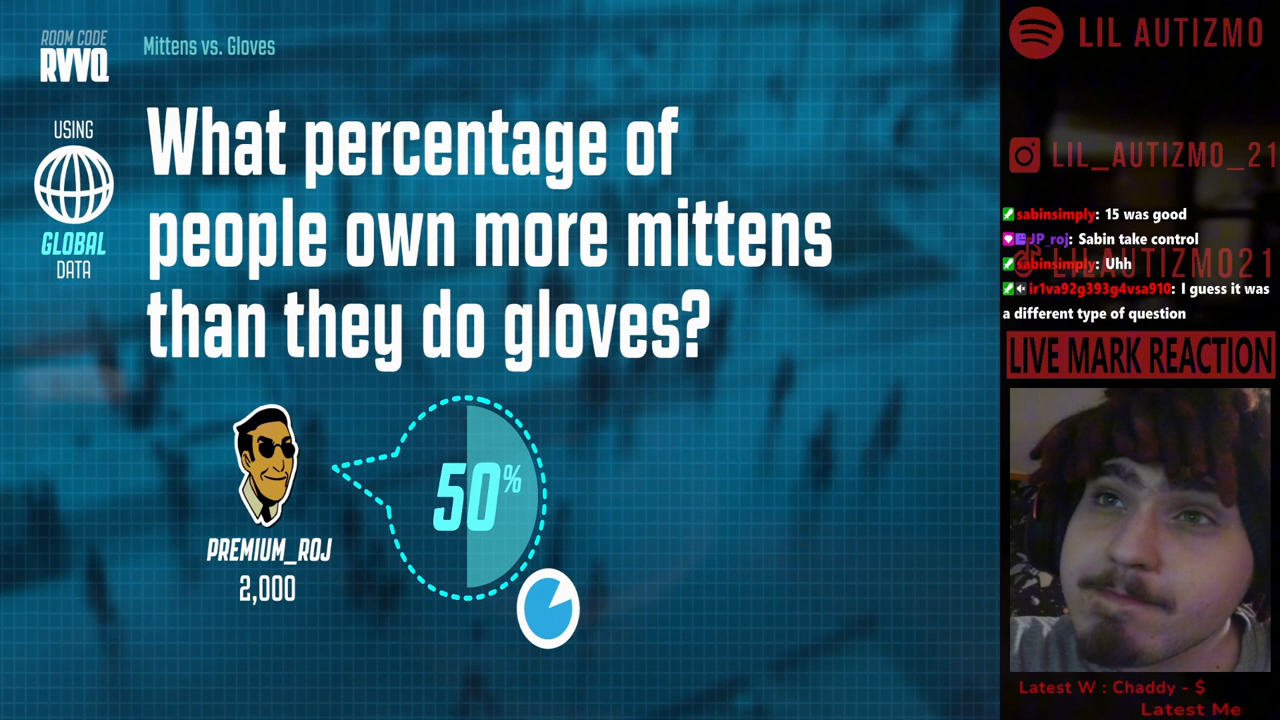 ROOM CODE
RVVQ
Mittens vs. Gloves
USING
GLOBAL
DATA
What percentage of
people own more mittens
than they do gloves?
50%
PREMIUM_ROJ
2,000
LIL AUTIZMO
LIL_AUTIZMO_21
sabinsimply: 15 was good
JP_roj: Sabin take control
LILAUTIZMO21
sabinsimply: Uhh
ir1va92g393g4vsa910: I guess it was
a different type of question
LIVE MARK REACTION
Latest W : Chaddy - $
Latest Me